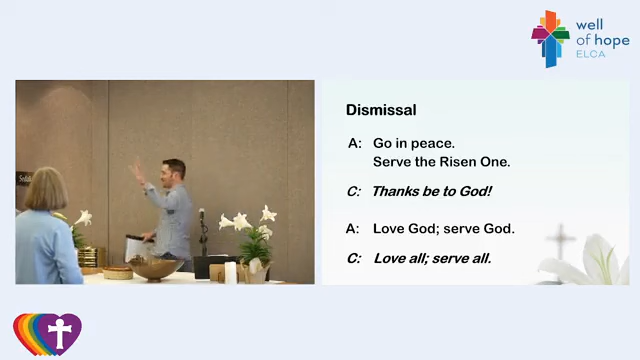 well
of hope
ELCA
Dismissal
A: Go in peace.
Serve the Risen One.
C: Thanks be to God!
A: Love God; serve God.
C: Love all; serve all.